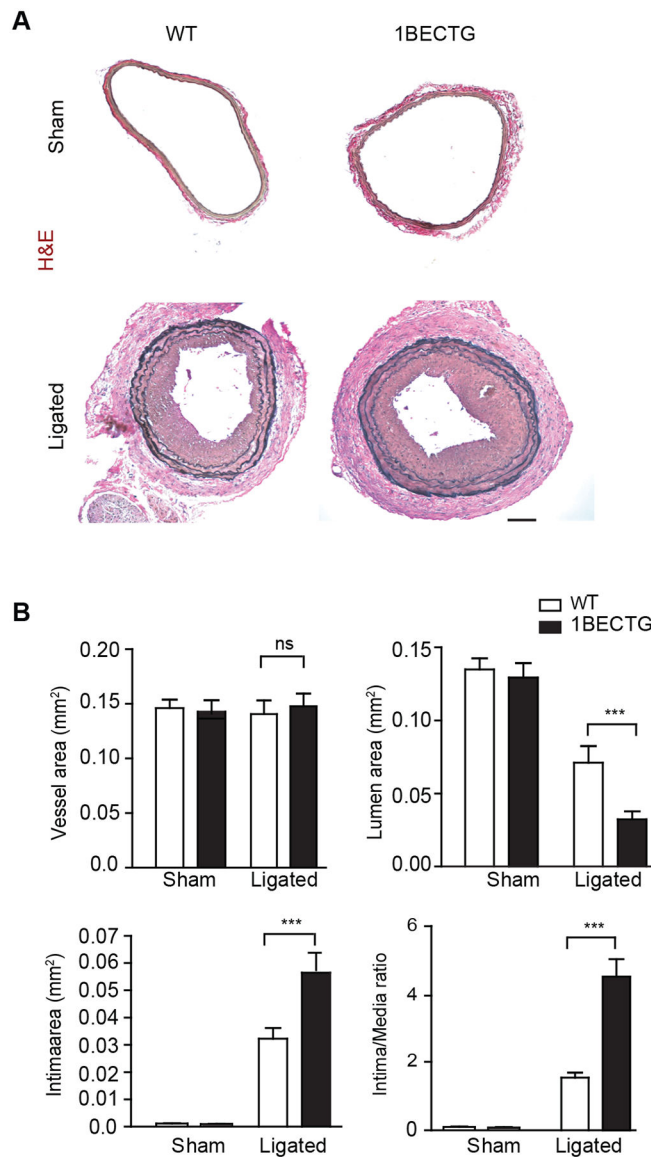 A
WT
1BECTG
Sham
H&E
Ligated
B
WT
1BECTG
Vessel area (mm²)
0.20
0.15
0.10
0.05
0.0
ns
Sham
Ligated
Lumen area (mm²)
0.15
0.10
0.05
0.00
***
Sham
Ligated
Intimaarea (mm²)
0.07
0.06
0.05
0.04
0.03
0.02
0.01
0.00
***
Sham
Ligated
Intima/Media ratio
6
4
2
0
***
Sham
Ligated